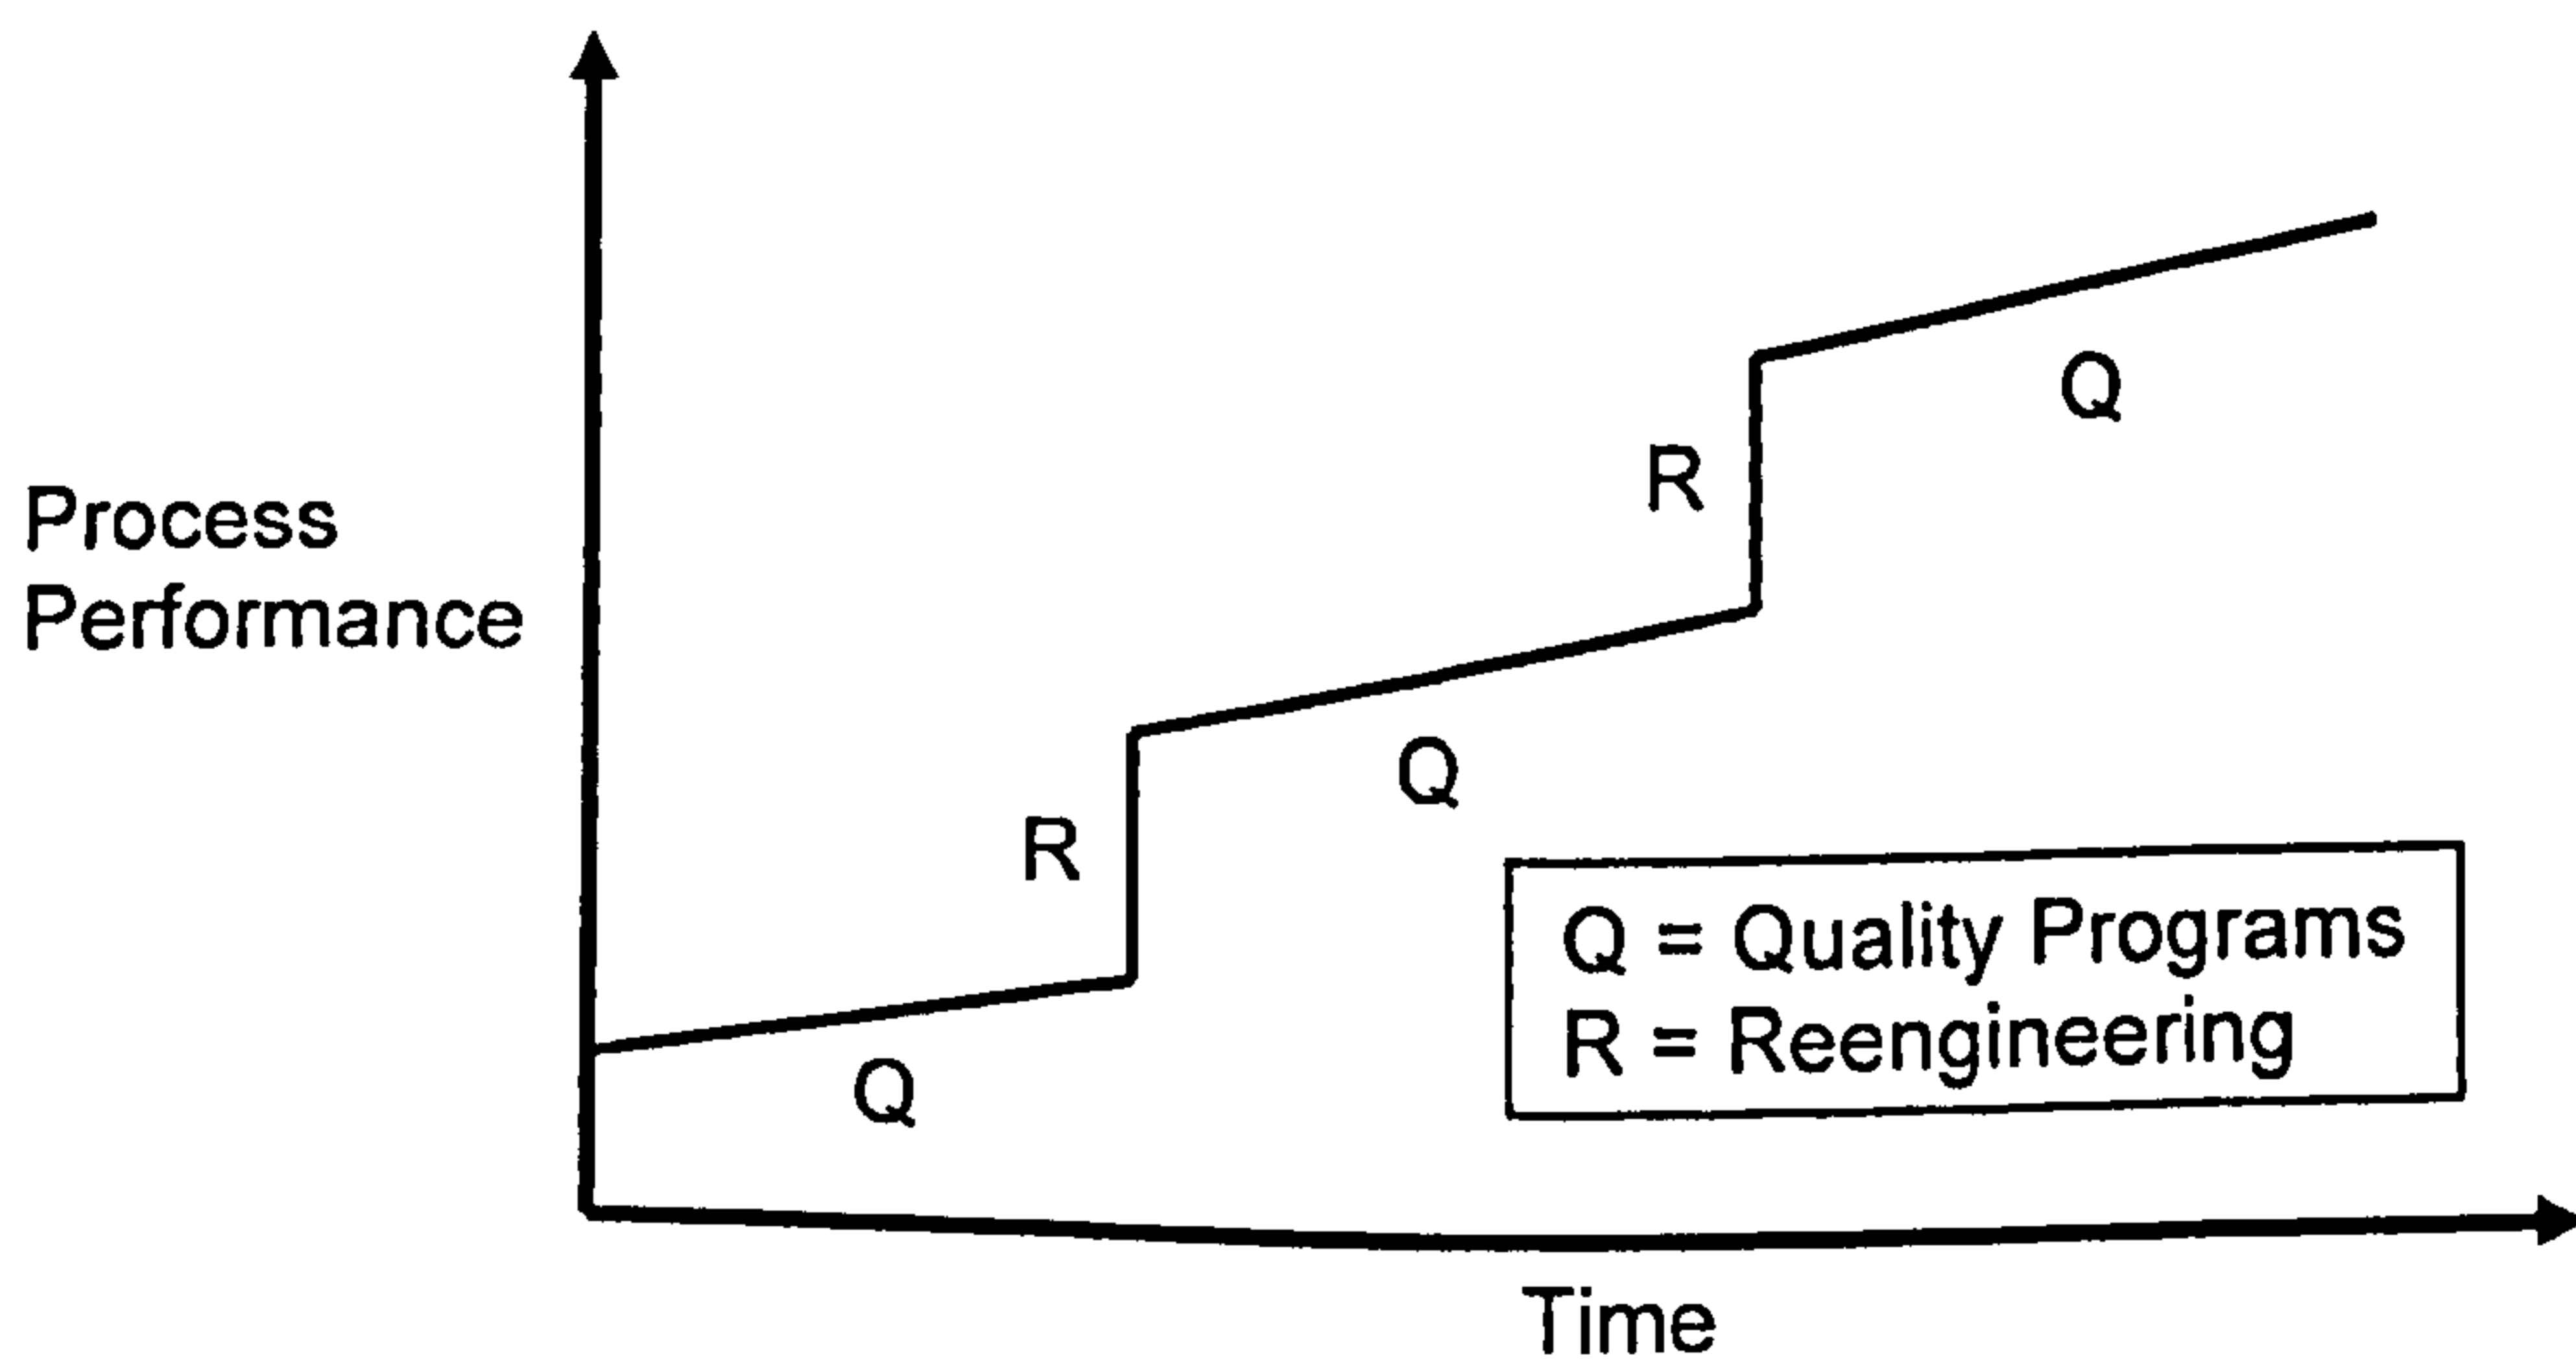 Process
Performance
Q
R
Q
R
Q
Q = Quality Programs
R = Reengineering
Time